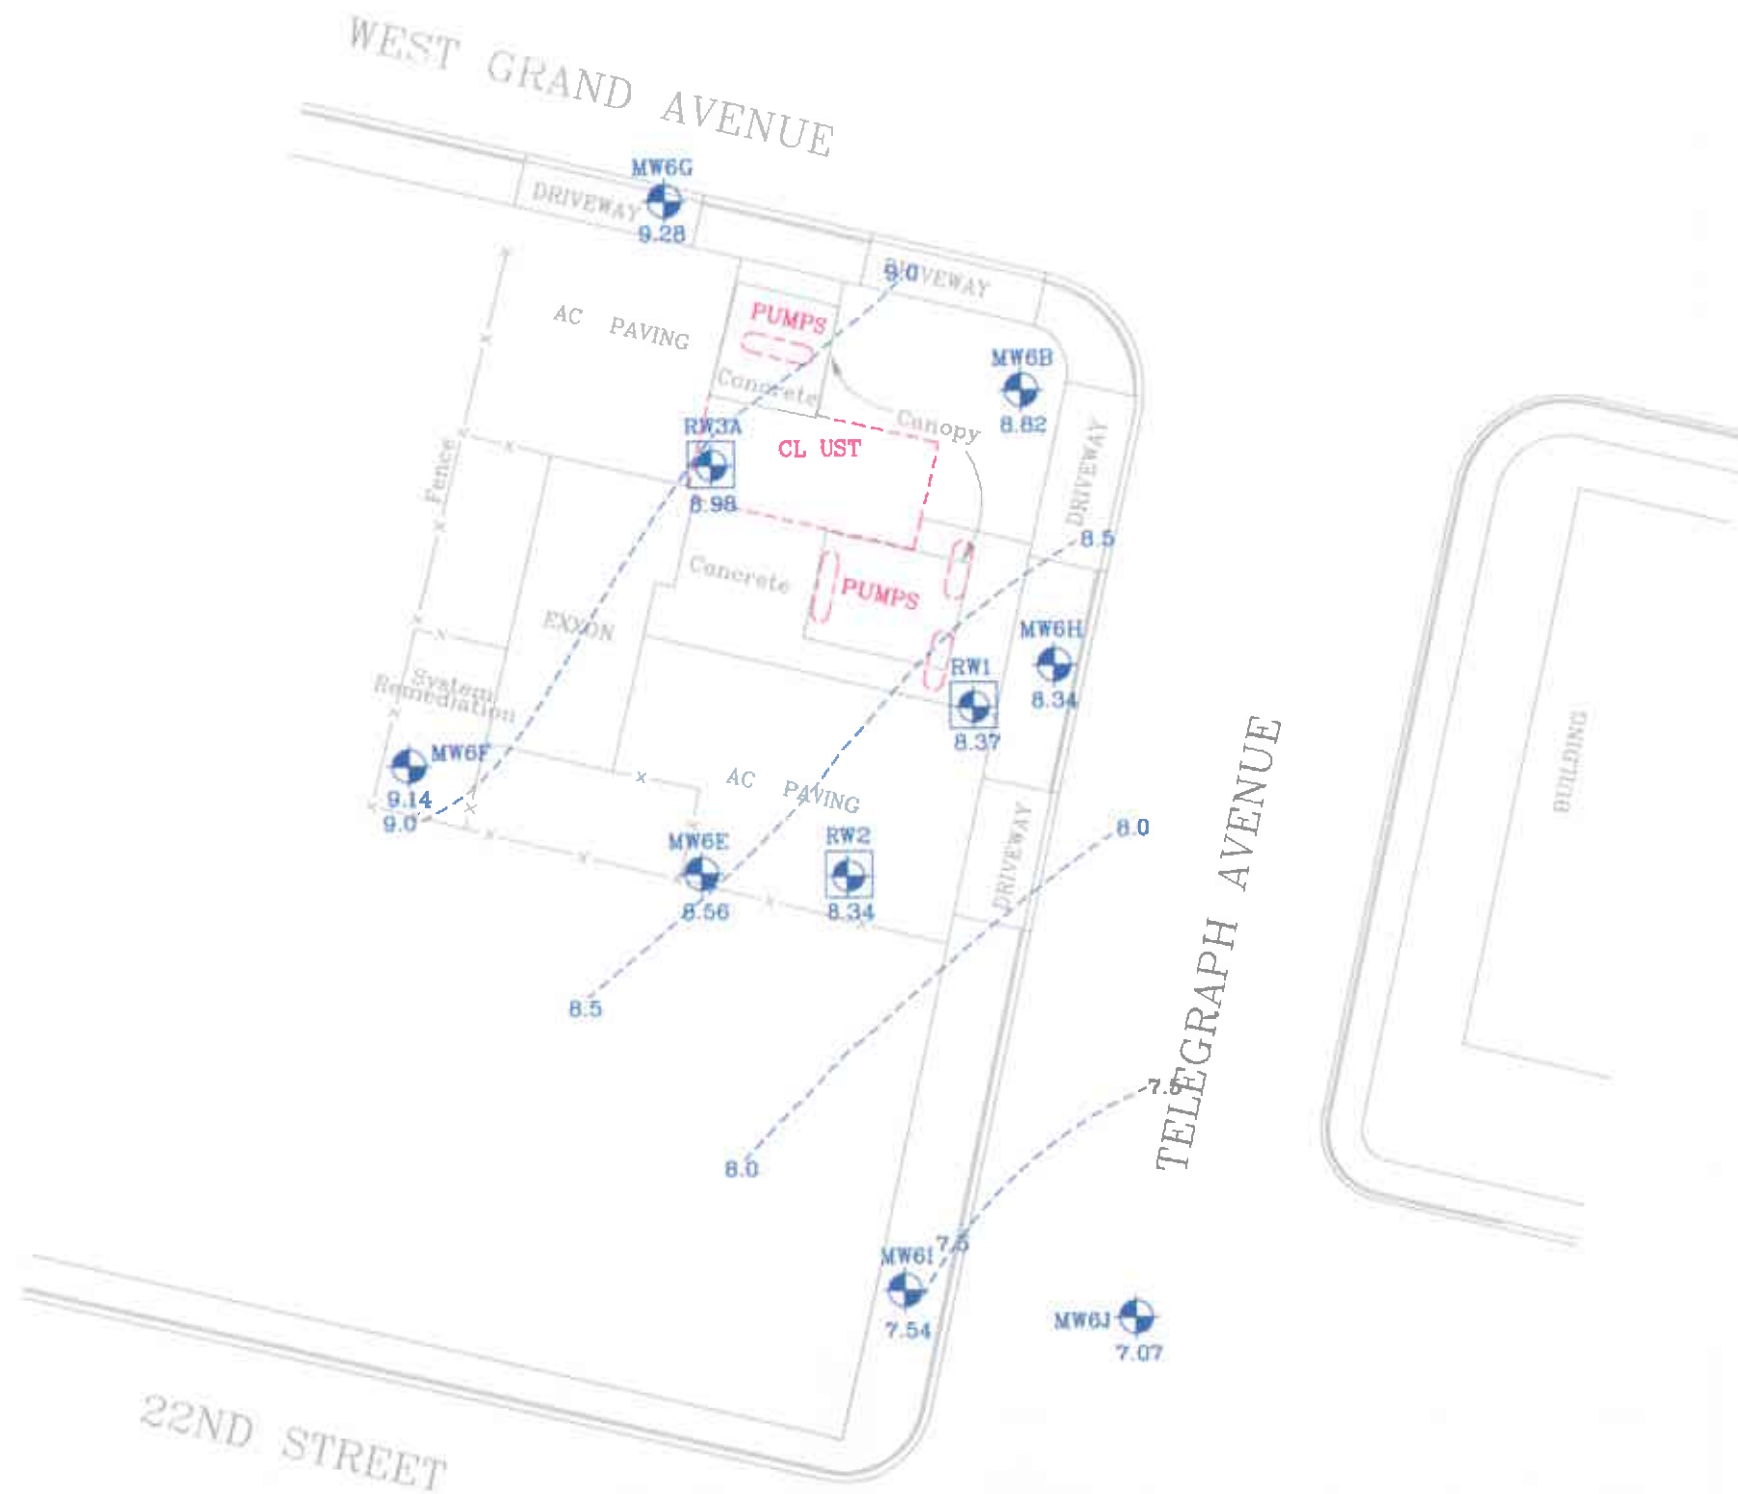 WEST GRAND AVENUE
MW6G
DRIVEWAY
9.28
9.0
DRIVEWAY
AC PAVING
PUMPS
MW6B
Concrete
8.82
Canopy
RW3A
CL UST
DRIVEWAY
Fence
8.98
8.5
Concrete
PUMPS
EXXON
MW6H
RW1
System
Remediation
8.34
8.37
MW6F
AC PAVING
9.14
9.0
BUILDING
MW6E
RW2
8.0
DRIVEWAY
8.56
8.34
TELEGRAPH AVENUE
8.5
7.5
8.0
7.5
MW6I
7.54
MW6J
7.07
22ND STREET